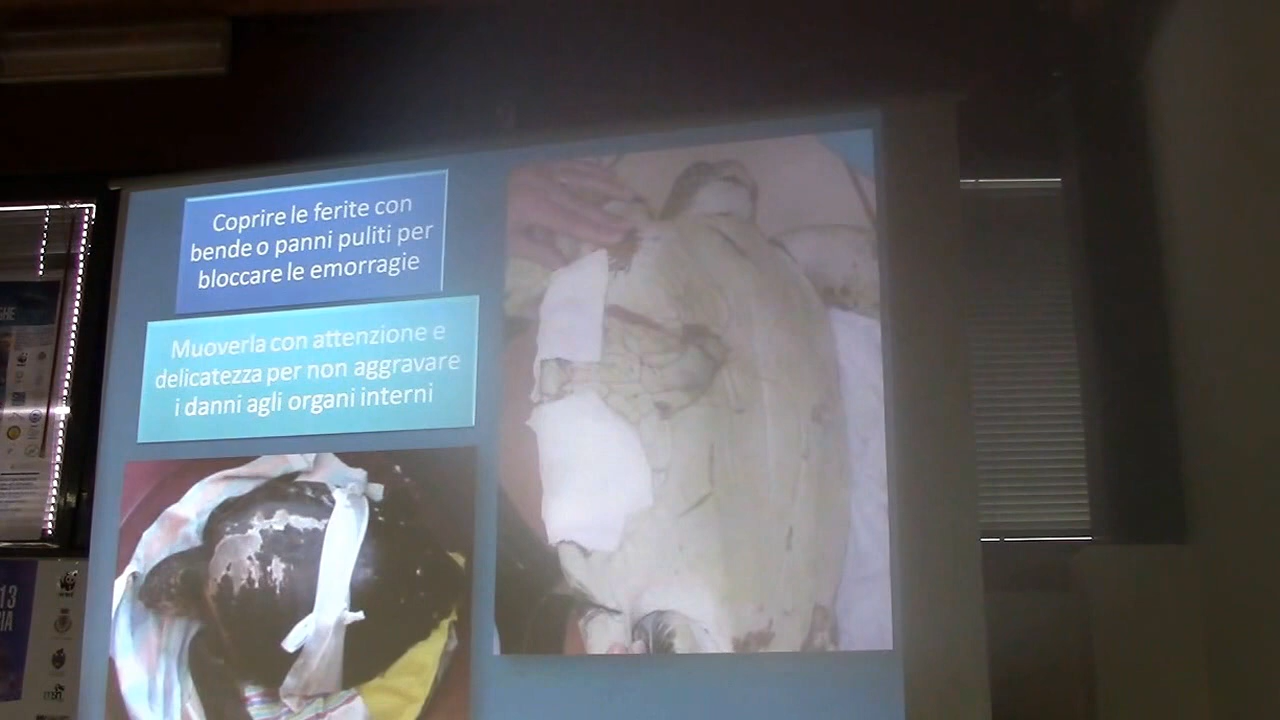 Coprire le ferite con
bende o panni puliti per
bloccare le emorragie
Muoverla con attenzione e
delicatezza per non aggravare
i danni agli organi interni
13